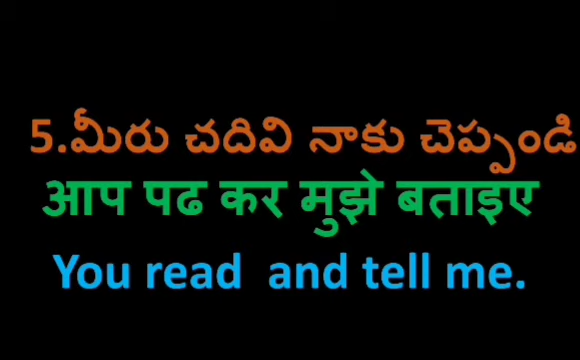 5.మీరు చదివి నాకు చెప్పండి
आप पढ कर मुझे बताइए
You read  and tell me.